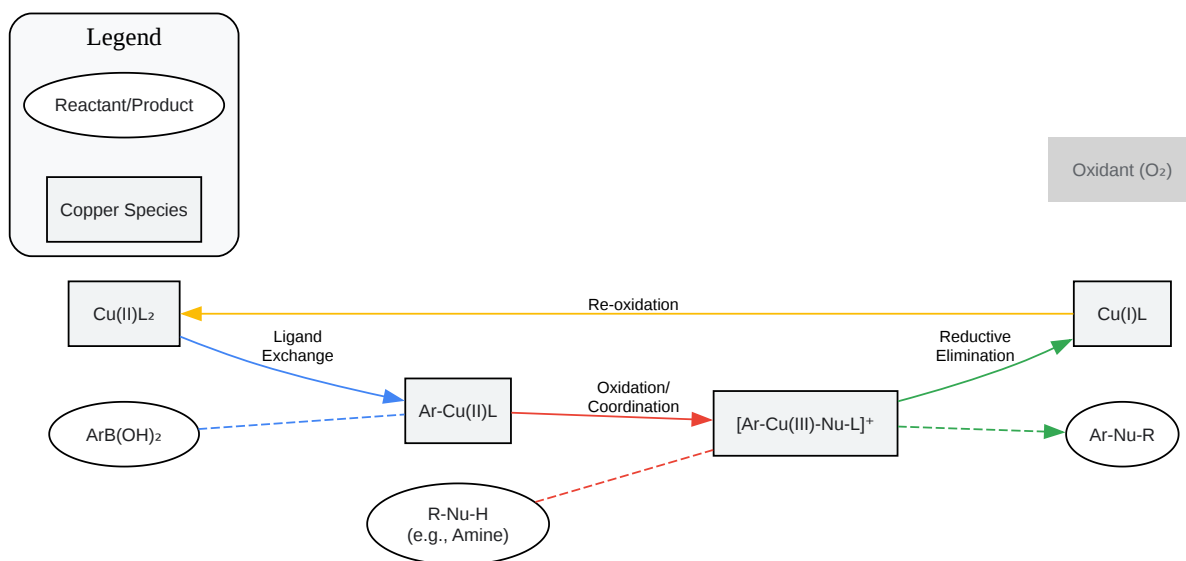 Legend
Reactant/Product
Copper Species
Oxidant (O₂)
Cu(II)L₂
Re-oxidation
Cu(I)L
Ligand
Exchange
Reductive
Elimination
Ar-Cu(II)L
Oxidation/
Coordination
[Ar-Cu(III)-Nu-L]⁺
ArB(OH)₂
Ar-Nu-R
R-Nu-H
(e.g., Amine)